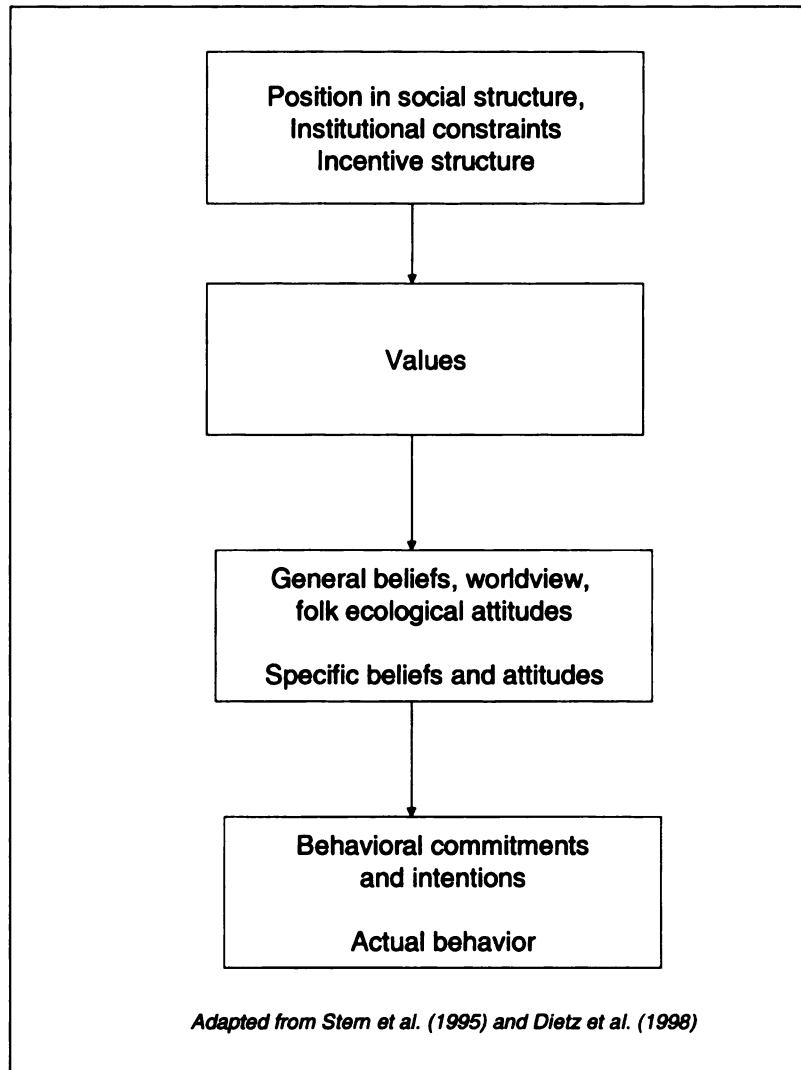 Position in social structure,
Institutional constraints
Incentive structure
Values
General beliefs, worldview,
folk ecological attitudes
Specific beliefs and attitudes
Behavioral commitments
and intentions
Actual behavior
Adapted from Stern et al. (1995) and Dietz et al. (1998)